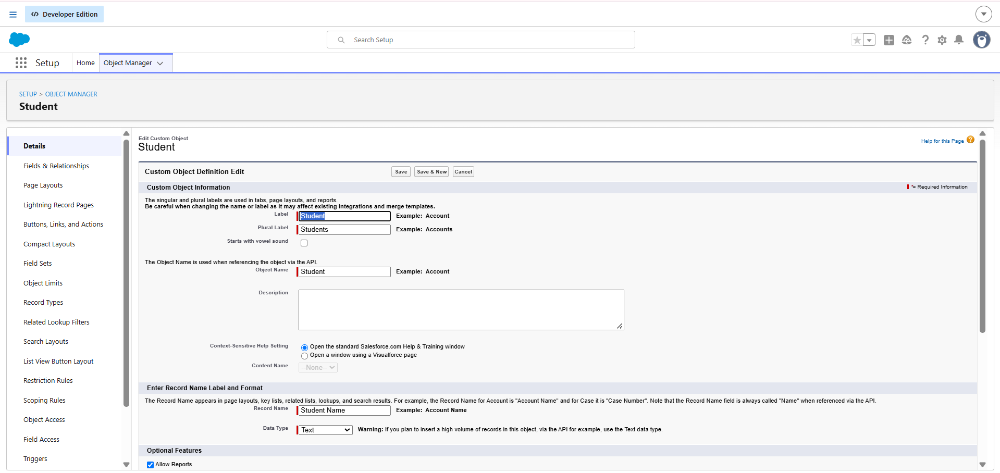 Developer Edition
Search Setup
Setup
Home
Object Manager
SETUP > OBJECT MANAGER
Student
Details
Fields & Relationships
Page Layouts
Lightning Record Pages
Buttons, Links, and Actions
Compact Layouts
Field Sets
Object Limits
Record Types
Related Lookup Filters
Search Layouts
List View Button Layout
Restriction Rules
Scoping Rules
Object Access
Field Access
Triggers
Edit Custom Object
Student
Help for this Page
Custom Object Definition Edit
Save
Save & New
Cancel
Custom Object Information
= Required Information
The singular and plural labels are used in tabs, page layouts, and reports.
Be careful when changing the name or label as it may affect existing integrations and merge templates.
Label Student Example: Account
Plural Label Students Example: Accounts
Starts with vowel sound
The Object Name is used when referencing the object via the API.
Object Name Student Example: Account
Description
Context-Sensitive Help Setting Open the standard Salesforce.com Help & Training window
Open a window using a Visualforce page
Content Name --None--
Enter Record Name Label and Format
The Record Name appears in page layouts, key lists, related lists, lookups, and search results. For example, the Record Name for Account is "Account Name" and for Case it is "Case Number". Note that the Record Name field is always called "Name" when referenced via the API.
Record Name Student Name Example: Account Name
Data Type Text Warning: If you plan to insert a high volume of records in this object, via the API for example, use the Text data type.
Optional Features
Allow Reports